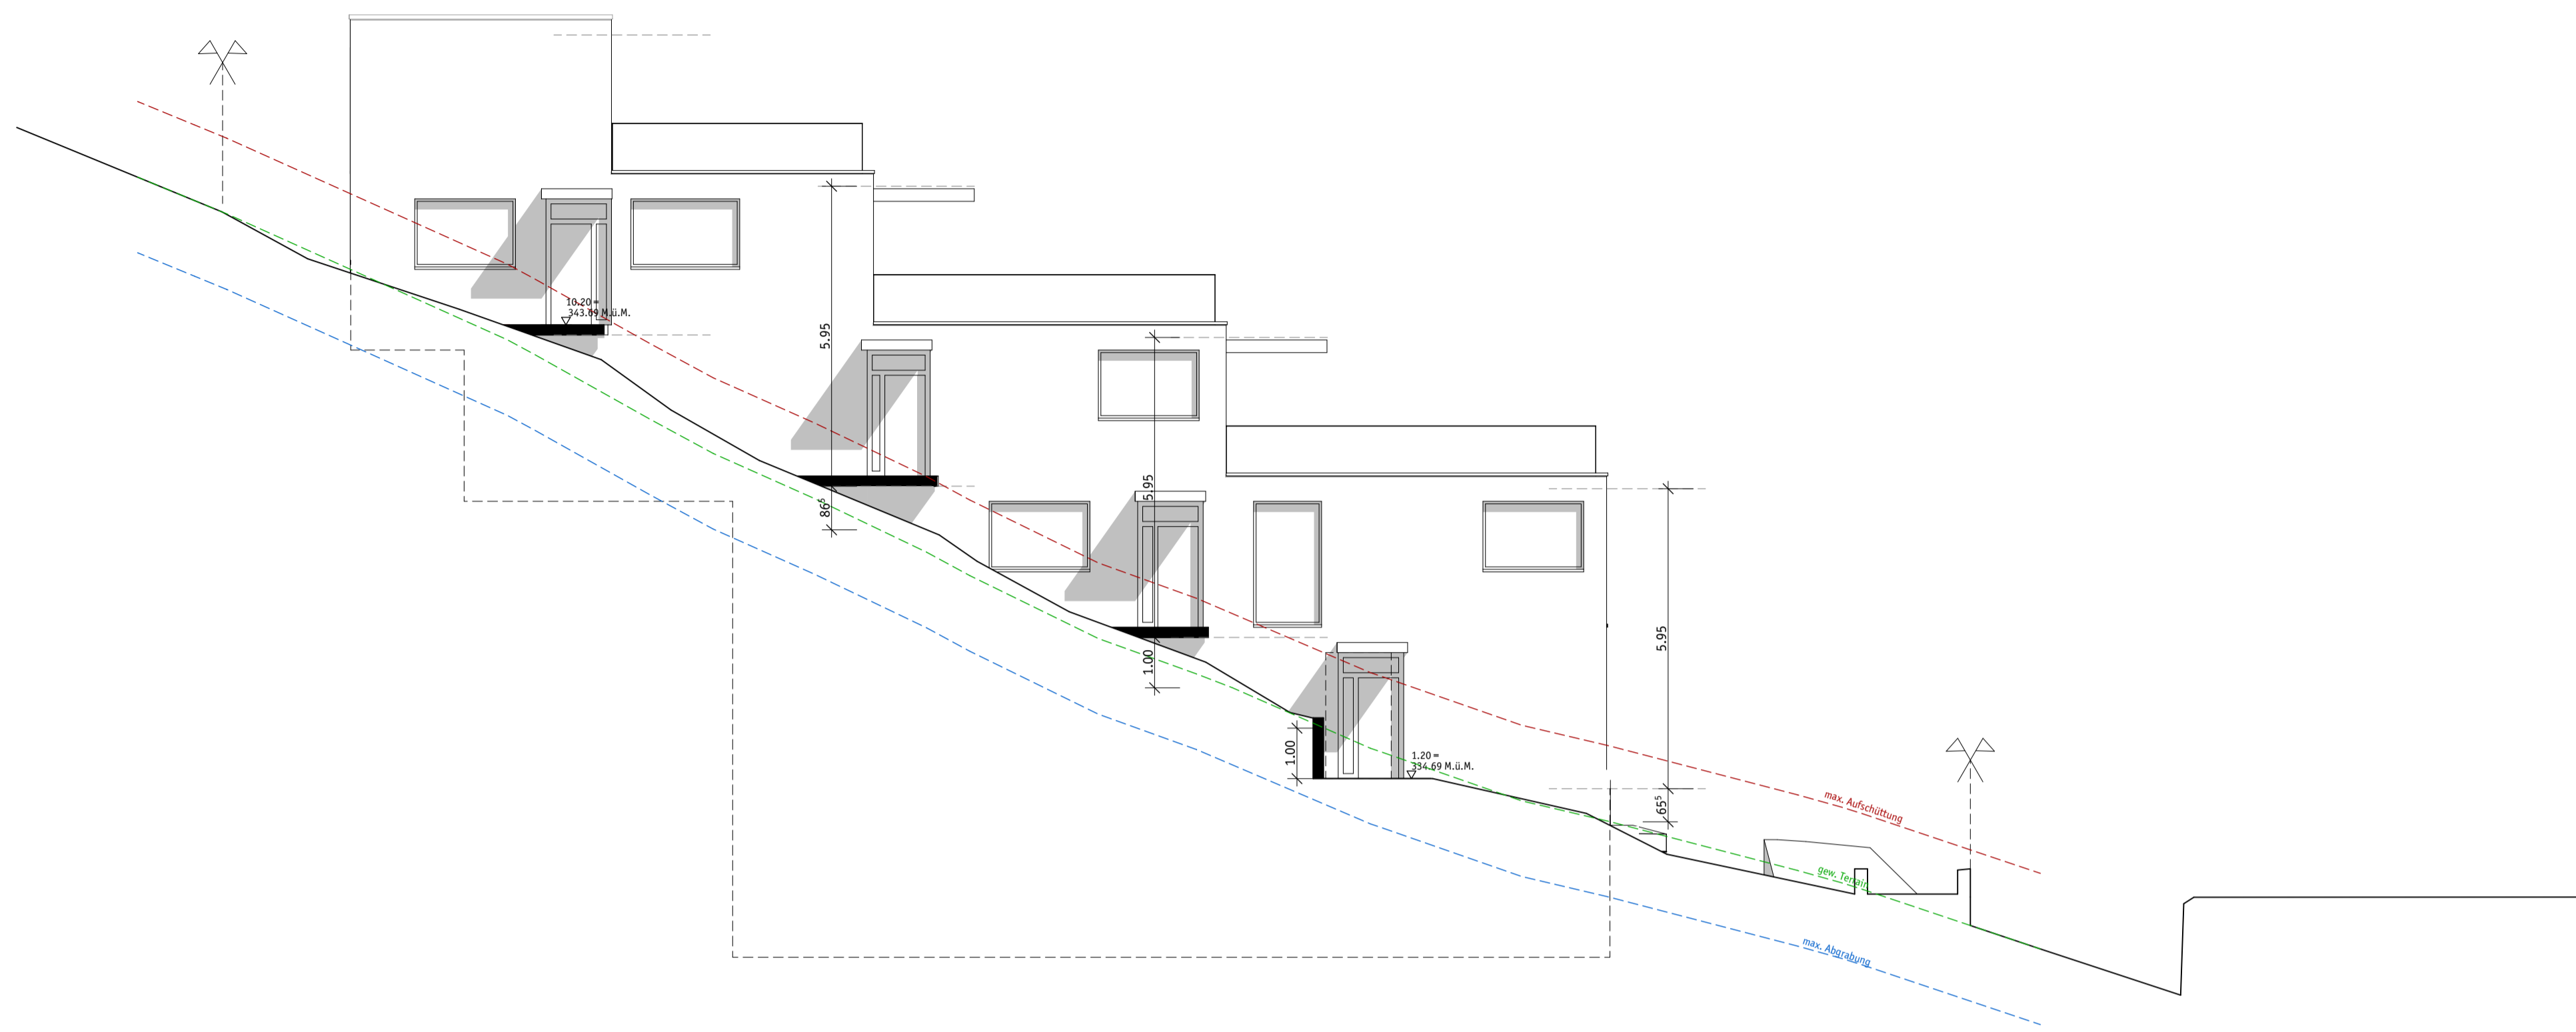 10.20 =
343.69 M.ü.M.
5.95
86⁵
5.95
1.00
1.00
1.20 =
334.69 M.ü.M.
5.95
65⁵
max. Aufschüttung
gew. Terrain
max. Abgrabung